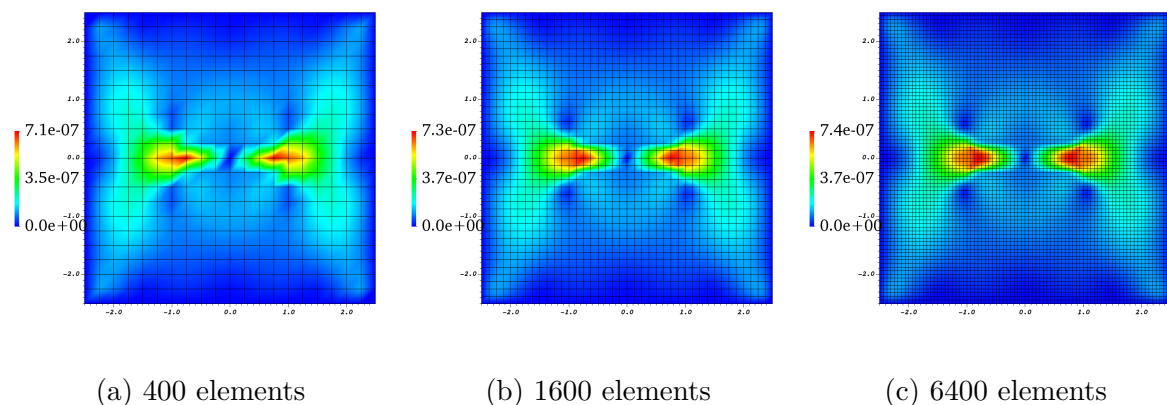 2.0 2.0 2.0
1.0 1.0 1.0
7.1e-07 7.3e-07 7.4e-07
0.0 0.0 0.0
3.5e-07 3.7e-07 3.7e-07
-1.0 -1.0 -1.0
0.0e+00 0.0e+00 0.0e+00
-2.0 -2.0 -2.0
-2.0 -1.0 0.0 1.0 2.0 -2.0 -1.0 0.0 1.0 2.0 -2.0 -1.0 0.0 1.0 2.0
(a) 400 elements (b) 1600 elements (c) 6400 elements